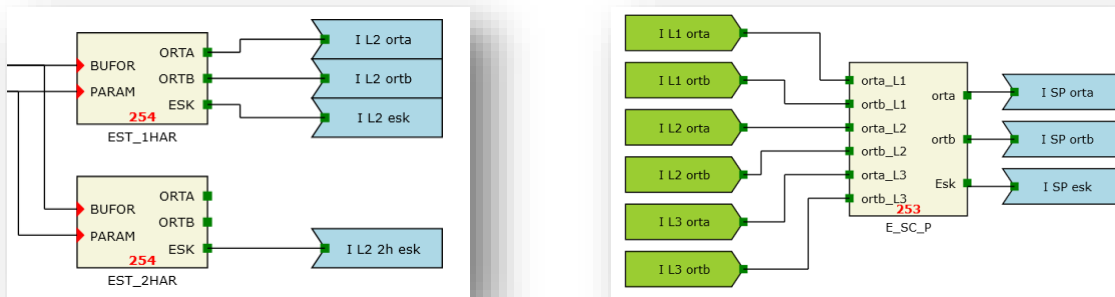 ORTA
I L2 orta
BUFOR
ORTB
I L2 ortb
PARAM
ESK
I L2 esk
254
EST_1HAR
ORTA
BUFOR
ORTB
PARAM
ESK
I L2 2h esk
254
EST_2HAR
I L1 orta
I L1 ortb
I L2 orta
I L2 ortb
I L3 orta
I L3 ortb
orta_L1
ortb_L1
orta_L2
ortb_L2
orta_L3
ortb_L3
orta
ortb
Esk
253
E_SC_P
I SP orta
I SP ortb
I SP esk